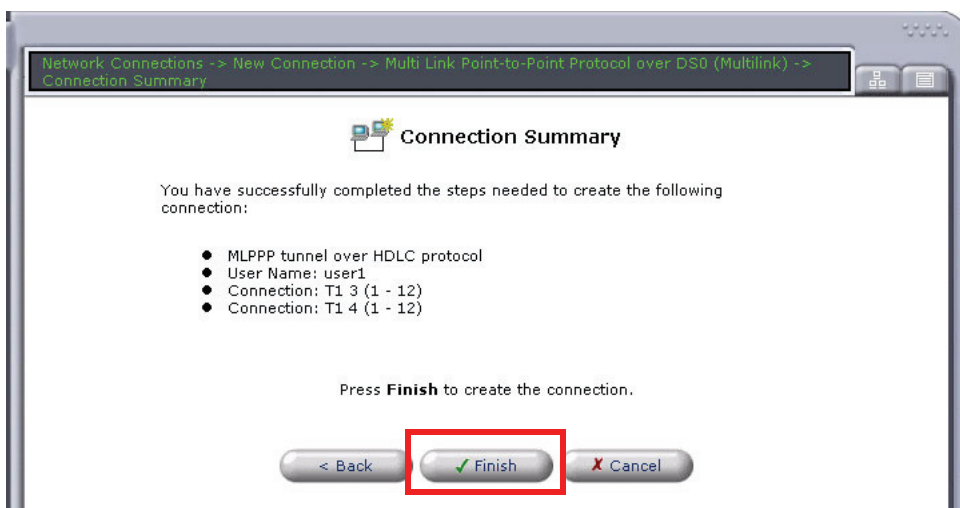 Network Connections -> New Connection -> Multi Link Point-to-Point Protocol over DS0 (Multilink) ->
Connection Summary
Connection Summary
You have successfully completed the steps needed to create the following
connection:
● MLPPP tunnel over HDLC protocol
● User Name: user1
● Connection: T1 3 (1 - 12)
● Connection: T1 4 (1 - 12)
Press Finish to create the connection.
< Back
Finish
Cancel